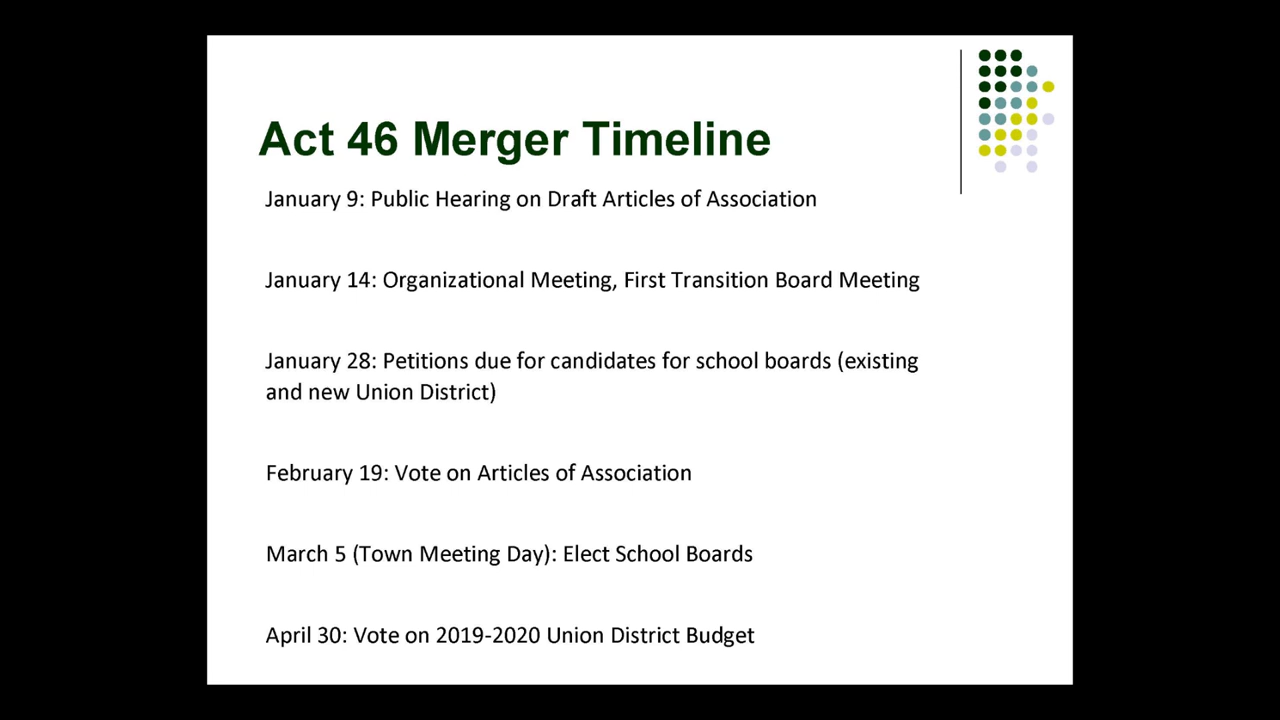 Act 46 Merger Timeline
January 9: Public Hearing on Draft Articles of Association
January 14: Organizational Meeting, First Transition Board Meeting
January 28: Petitions due for candidates for school boards (existing
and new Union District)
February 19: Vote on Articles of Association
March 5 (Town Meeting Day): Elect School Boards
April 30: Vote on 2019-2020 Union District Budget